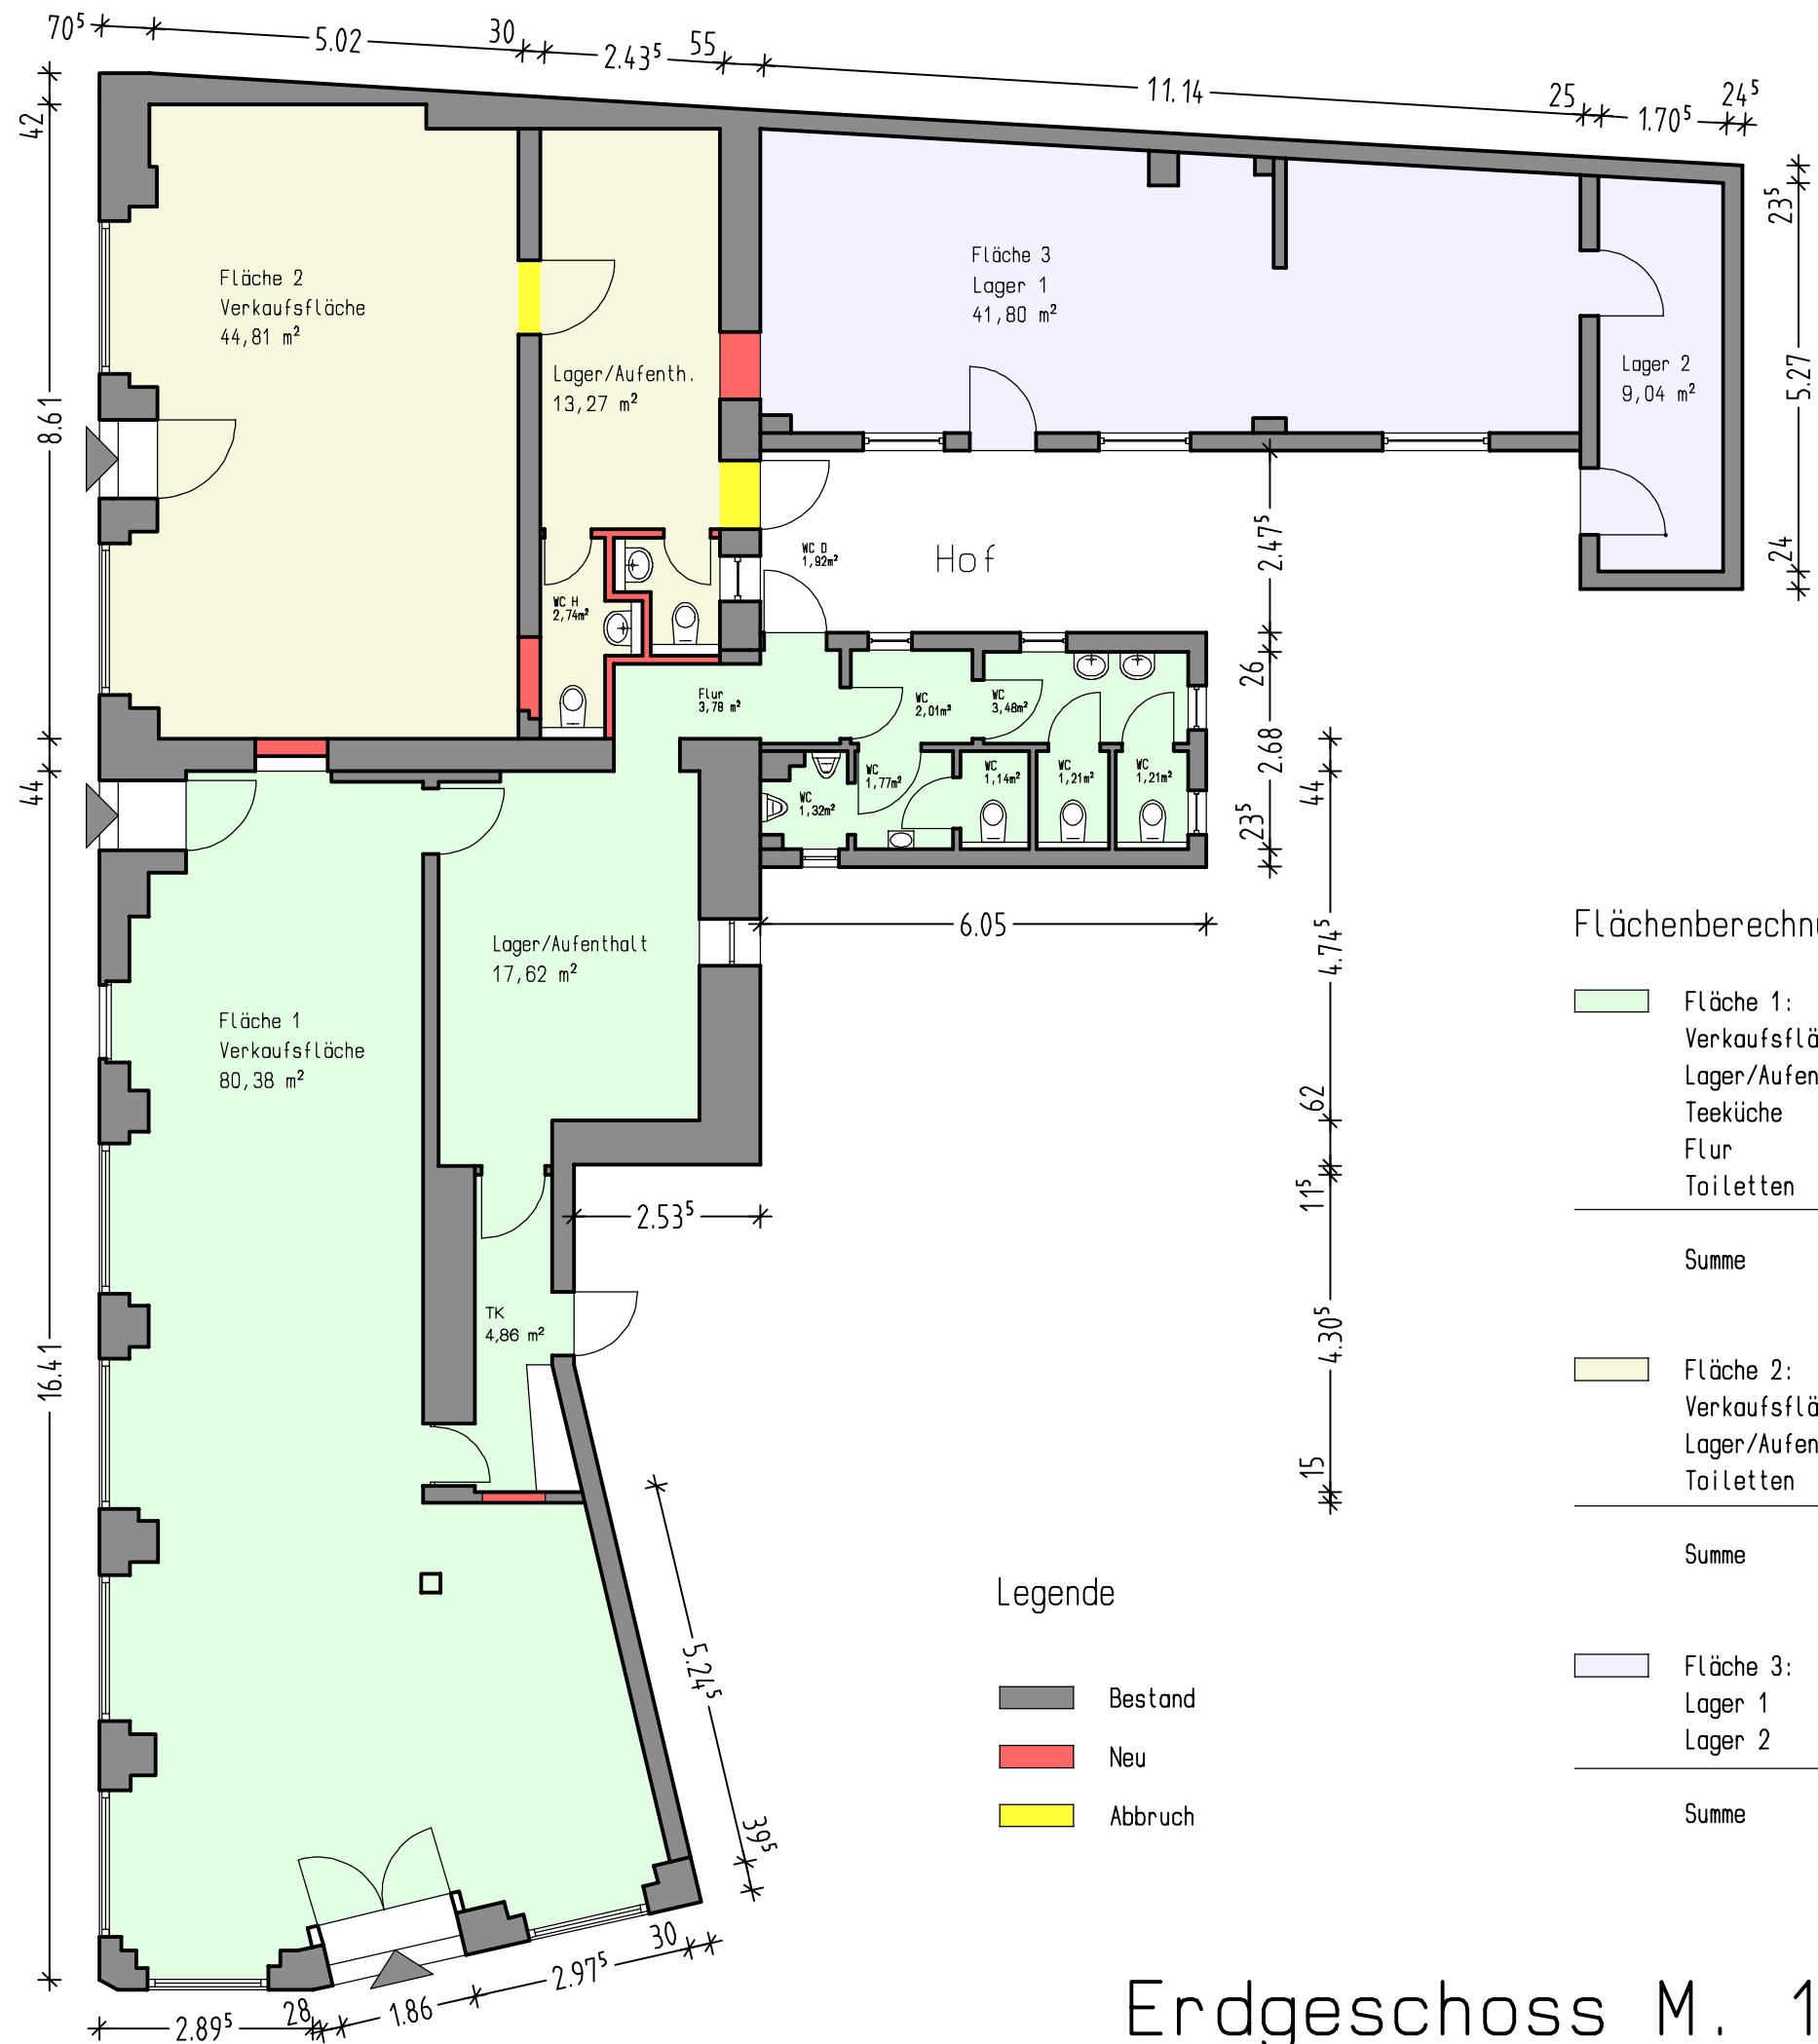 70⁵
5.02
30
2.43⁵
55
11.14
25
1.70⁵
24⁵
42
8.61
44
16.41
23⁵
5.27
24
Fläche 2
Verkaufsfläche
44,81 m²
Lager/Aufenth.
13,27 m²
Fläche 3
Lager 1
41,80 m²
Lager 2
9,04 m²
WC D
1,92m²
Hof
WC H
2,74m²
Flur
3,78 m²
WC
2,01m²
WC
3,48m²
WC
1,32m²
WC
1,77m²
WC
1,14m²
WC
1,21m²
WC
1,21m²
2.47⁵
26
2.68
23⁵
6.05
44
4.74⁵
62
11⁵
4.30⁵
15
Lager/Aufenthalt
17,62 m²
Fläche 1
Verkaufsfläche
80,38 m²
2.53⁵
TK
4,86 m²
5.24⁵
39⁵
30
2.97⁵
1.86
28
2.89⁵
Legende
Bestand
Neu
Abbruch
Flächenberechn
Fläche 1:
Verkaufsflä
Lager/Aufen
Teeküche
Flur
Toiletten
Summe
Fläche 2:
Verkaufsflä
Lager/Aufen
Toiletten
Summe
Fläche 3:
Lager 1
Lager 2
Summe
Erdgeschoss M. 1